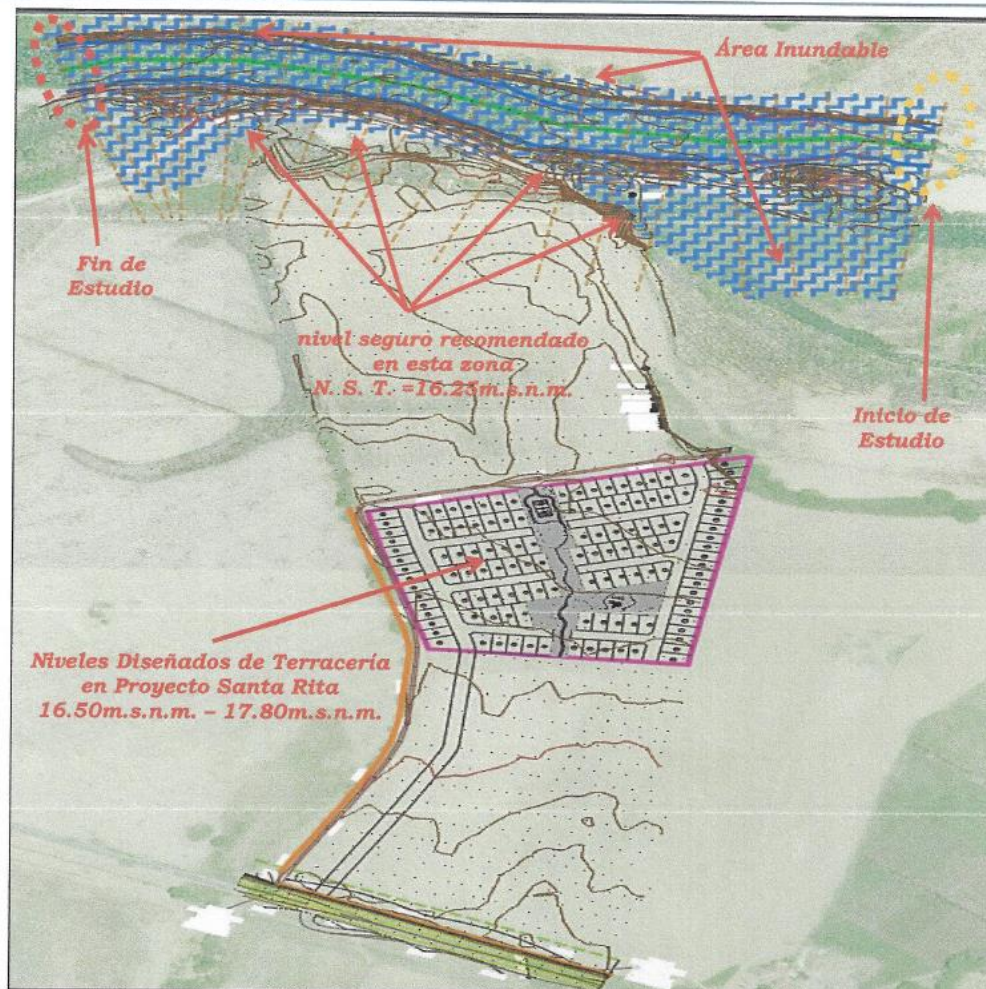 Área Inundable
Fin de
Estudio
nivel seguro recomendado
en esta zona
N. S. T. =16.25m.s.n.m.
Inicio de
Estudio
Niveles Diseñados de Terracería
en Proyecto Santa Rita
16.50m.s.n.m. – 17.80m.s.n.m.